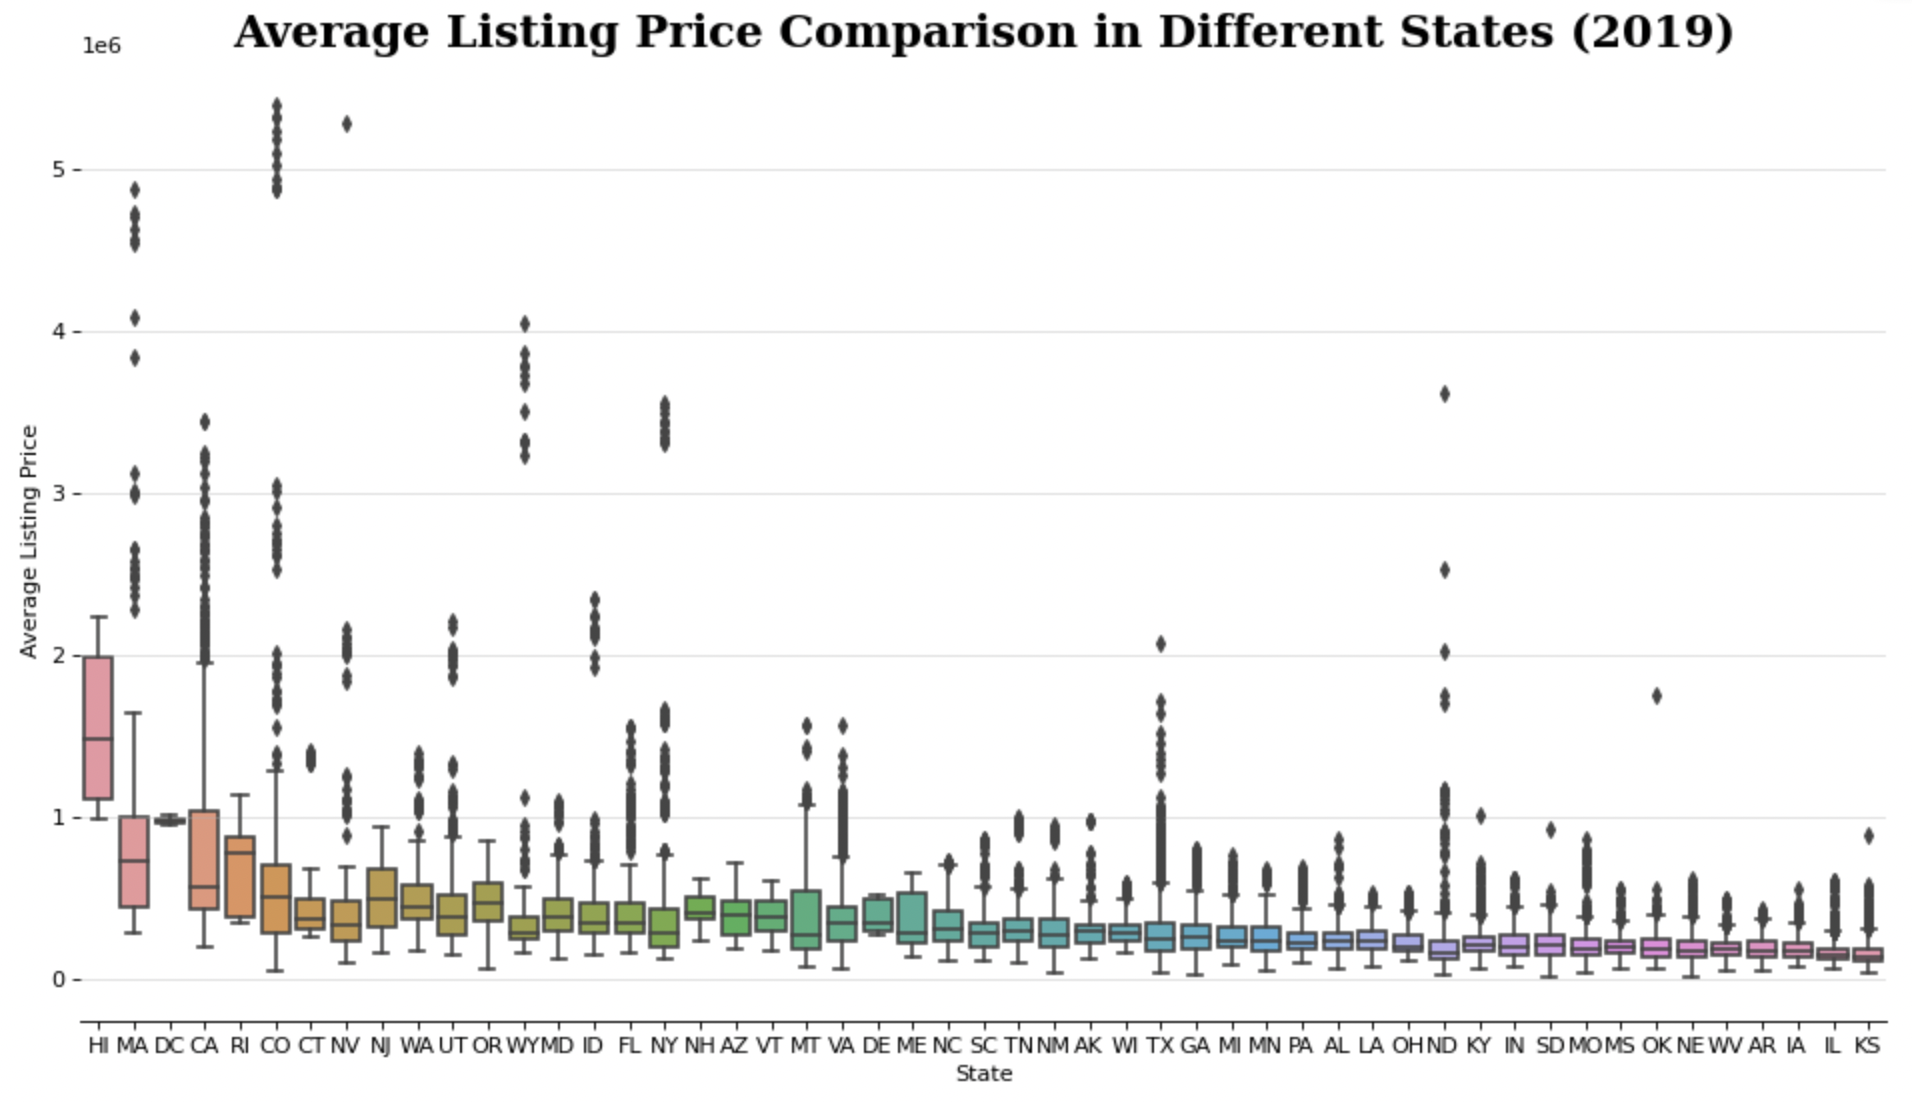 Average Listing Price Comparison in Different States (2019)
1e6
5
4
3
2
1
0
Average Listing Price
HI MA DC CA RI CO CT NV NJ WA UT OR WY MD ID FL NY NH AZ VT MT VA DE ME NC SC TN NM AK WI TX GA MI MN PA AL LA OH ND KY IN SD MO MS OK NE WV AR IA IL KS
State